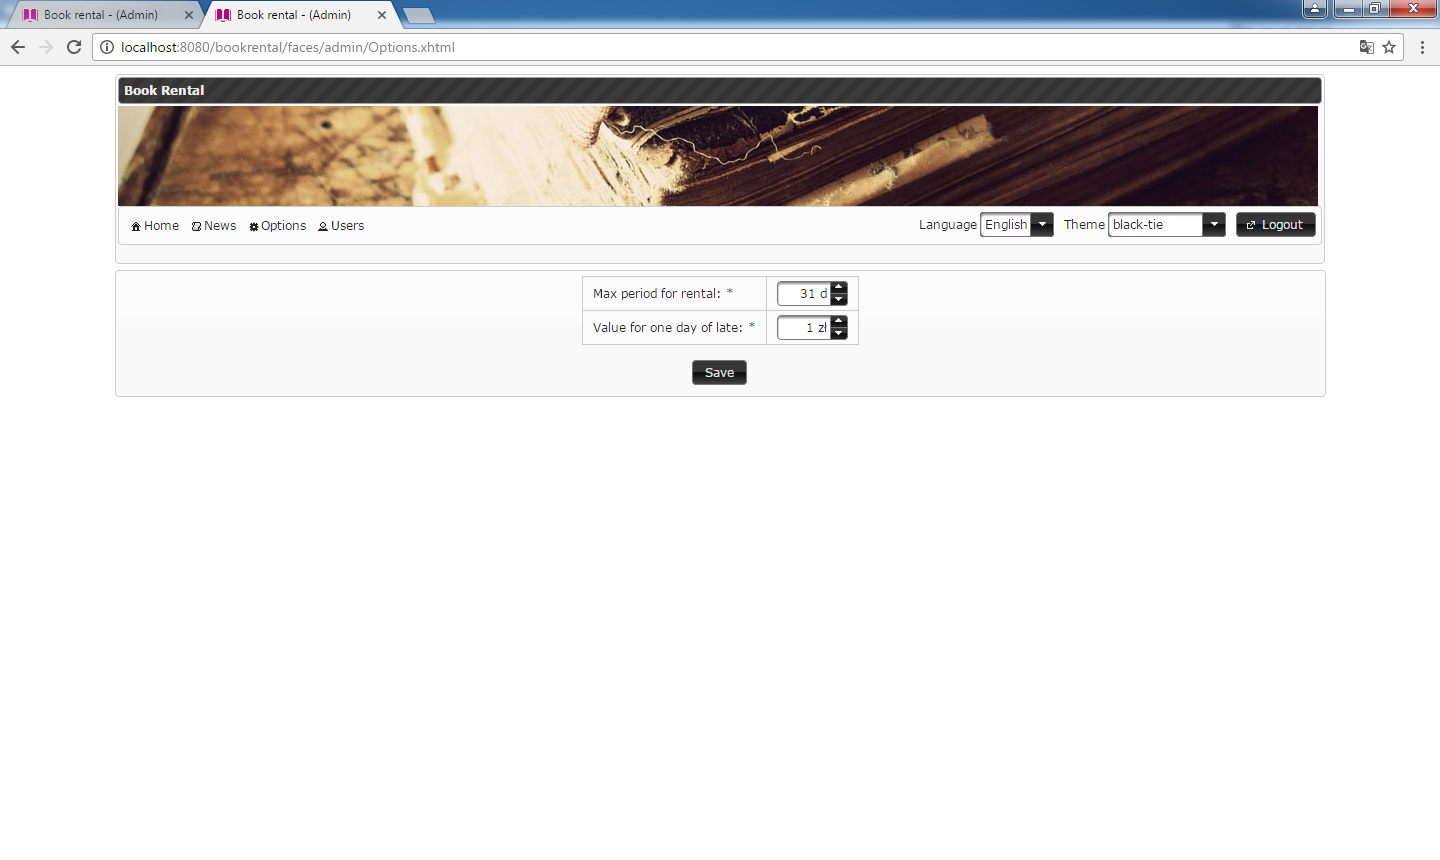 Book rental - (Admin)
Book rental - (Admin)
localhost:8080/bookrental/faces/admin/Options.xhtml
Book Rental
Home News Options Users Language English Theme black-tie Logout
Max period for rental: * 31 d
Value for one day of late: * 1 zł
Save